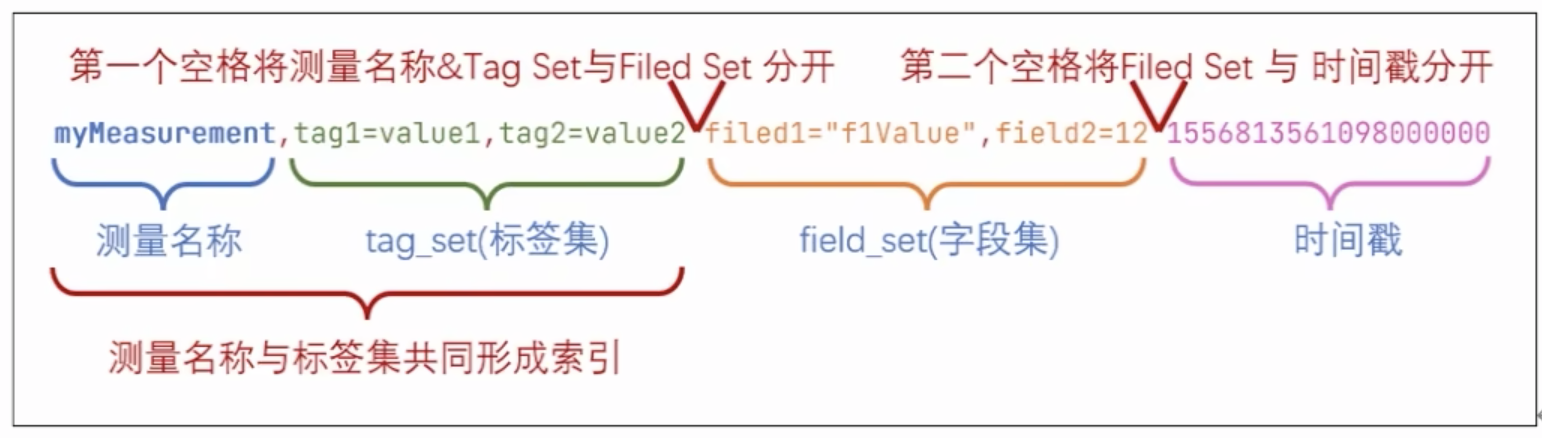 第一个空格将测量名称&Tag Set与Filed Set 分开 第二个空格将Filed Set 与 时间戳分开
myMeasurement,tag1=value1,tag2=value2 filed1="f1Value",field2=12 1556813561098000000
测量名称 tag_set(标签集) field_set(字段集) 时间戳
测量名称与标签集共同形成索引